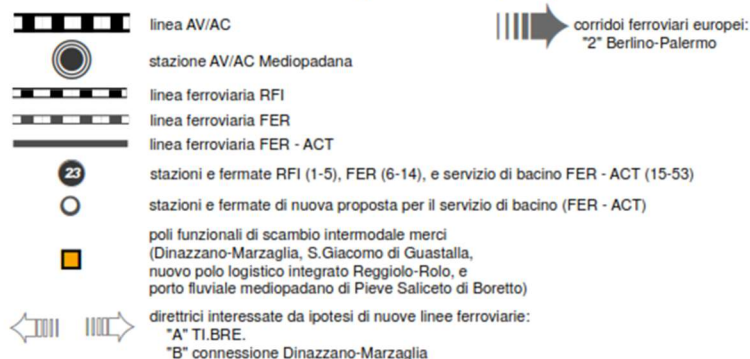 linea AV/AC
corridoi ferroviari europei:
"2" Berlino-Palermo
stazione AV/AC Mediopadana
linea ferroviaria RFI
linea ferroviaria FER
linea ferroviaria FER - ACT
23
stazioni e fermate RFI (1-5), FER (6-14), e servizio di bacino FER - ACT (15-53)
stazioni e fermate di nuova proposta per il servizio di bacino (FER - ACT)
poli funzionali di scambio intermodale merci
(Dinazzano-Marzaglia, S.Giacomo di Guastalla,
nuovo polo logistico integrato Reggiolo-Rolo, e
porto fluviale mediopadano di Pieve Saliceto di Boretto)
direttrici interessate da ipotesi di nuove linee ferroviarie:
"A" TI.BRE.
"B" connessione Dinazzano-Marzaglia